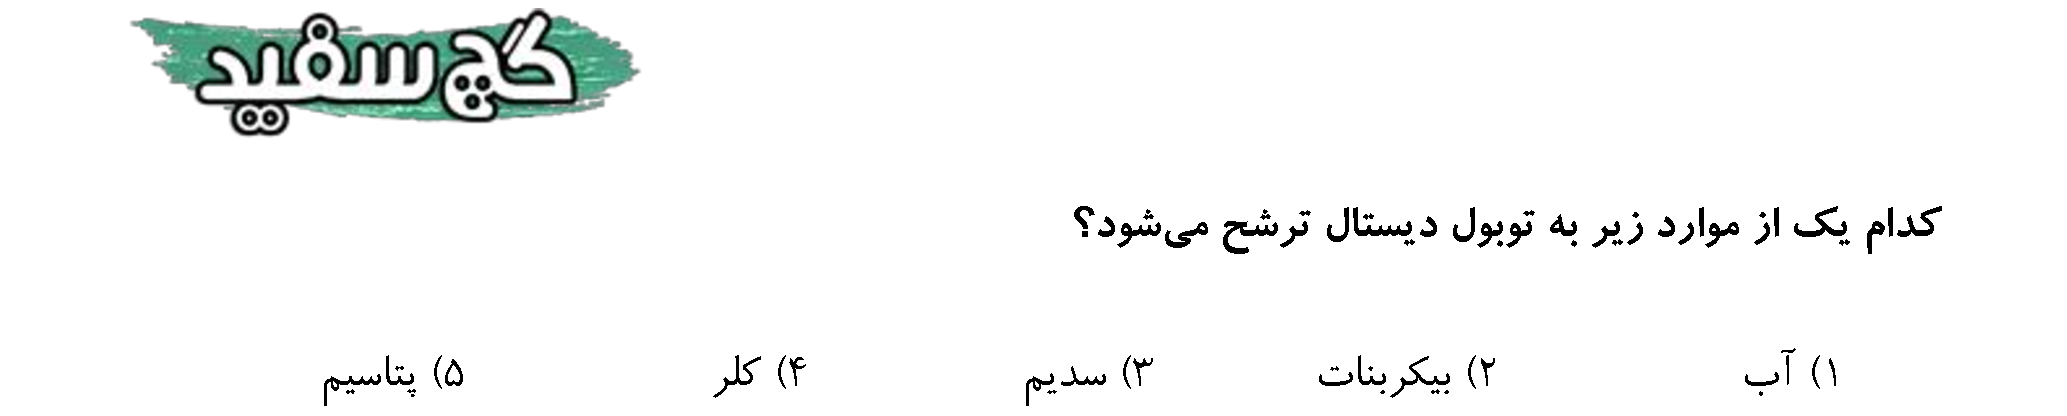 گچ سفید
کدام یک از موارد زیر به توبول دیستال ترشح می‌شود؟
۱) آب ۲) بیکربنات ۳) سدیم ۴) کلر ۵) پتاسیم